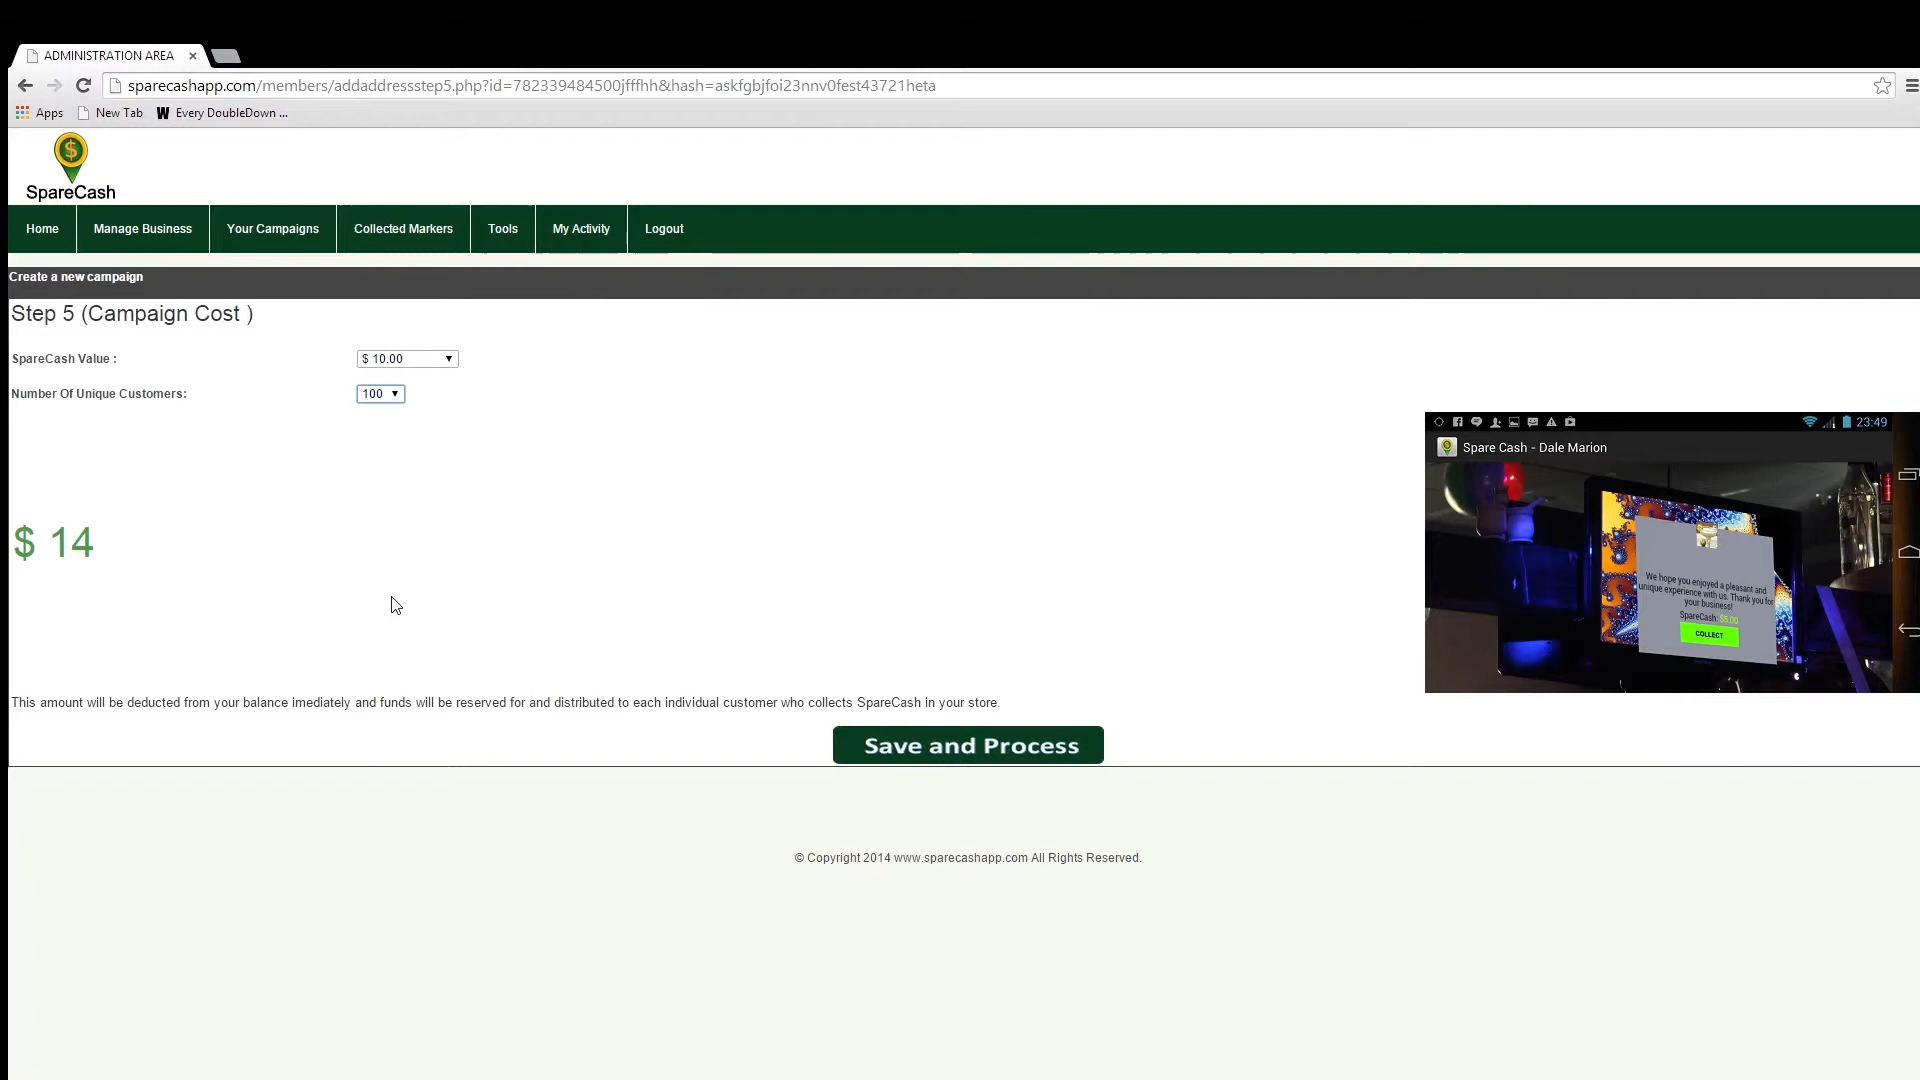 ADMINISTRATION AREA
sparecashapp.com/members/addaddressstep5.php?id=782339484500jfffhh&hash=askfgbjfoi23nnv0fest43721heta
Apps New Tab W Every DoubleDown ...
$
SpareCash
Home Manage Business Your Campaigns Collected Markers Tools My Activity Logout
Create a new campaign
Step 5 (Campaign Cost )
SpareCash Value : $ 10.00
Number Of Unique Customers: 100
23:49
Spare Cash - Dale Marion
$ 14
We hope you enjoyed a pleasant and
unique experience with us. Thank you for
your business!
SpareCash: $5.00
COLLECT
This amount will be deducted from your balance imediately and funds will be reserved for and distributed to each individual customer who collects SpareCash in your store.
Save and Process
© Copyright 2014 www.sparecashapp.com All Rights Reserved.